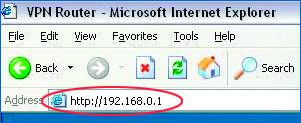 VPN Router - Microsoft Internet Explorer
File Edit View Favorites Tools Help
Back Search
Address http://192.168.0.1